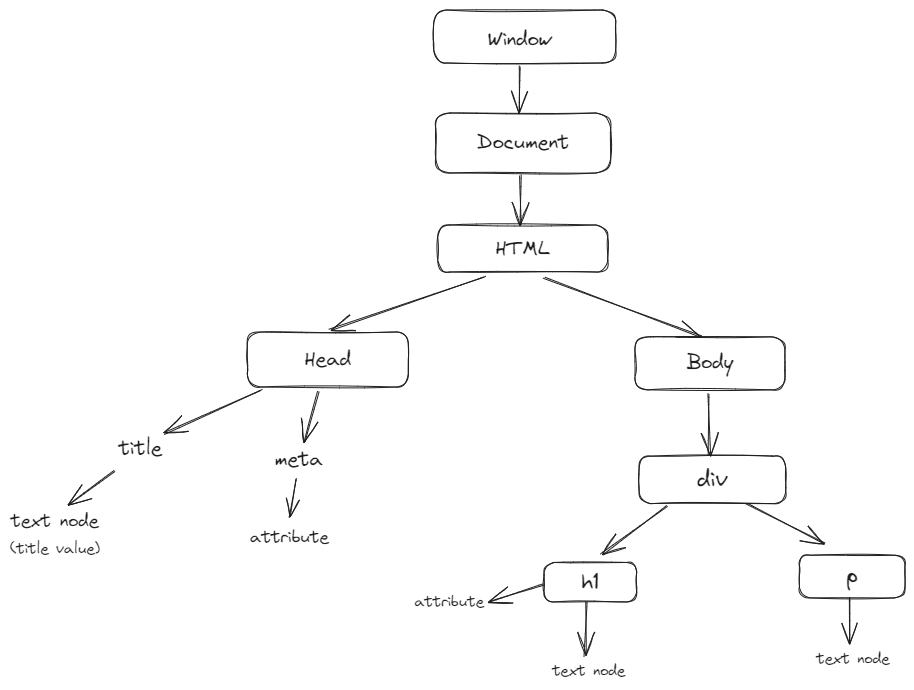 Window
Document
HTML
Head
Body
title
meta
div
text node
(title value)
attribute
h1
p
attribute
text node
text node